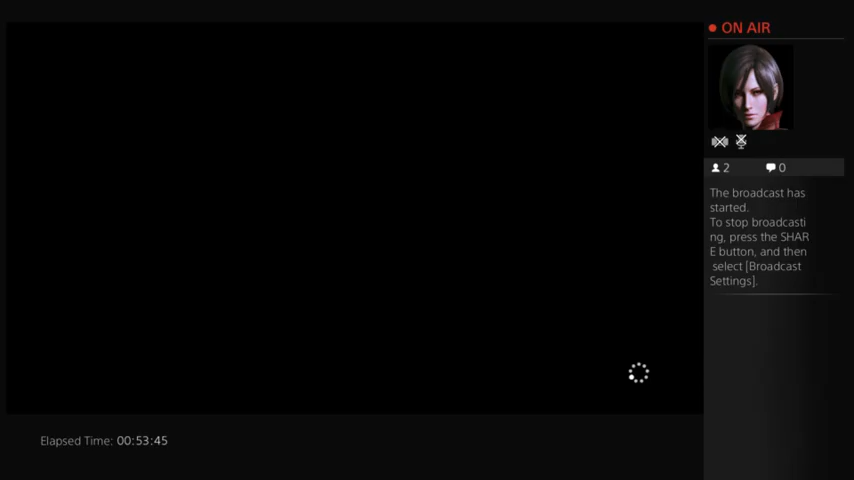 ON AIR
2 0
The broadcast has
started.
To stop broadcasti
ng, press the SHAR
E button, and then
select [Broadcast
Settings].
Elapsed Time: 00:53:45